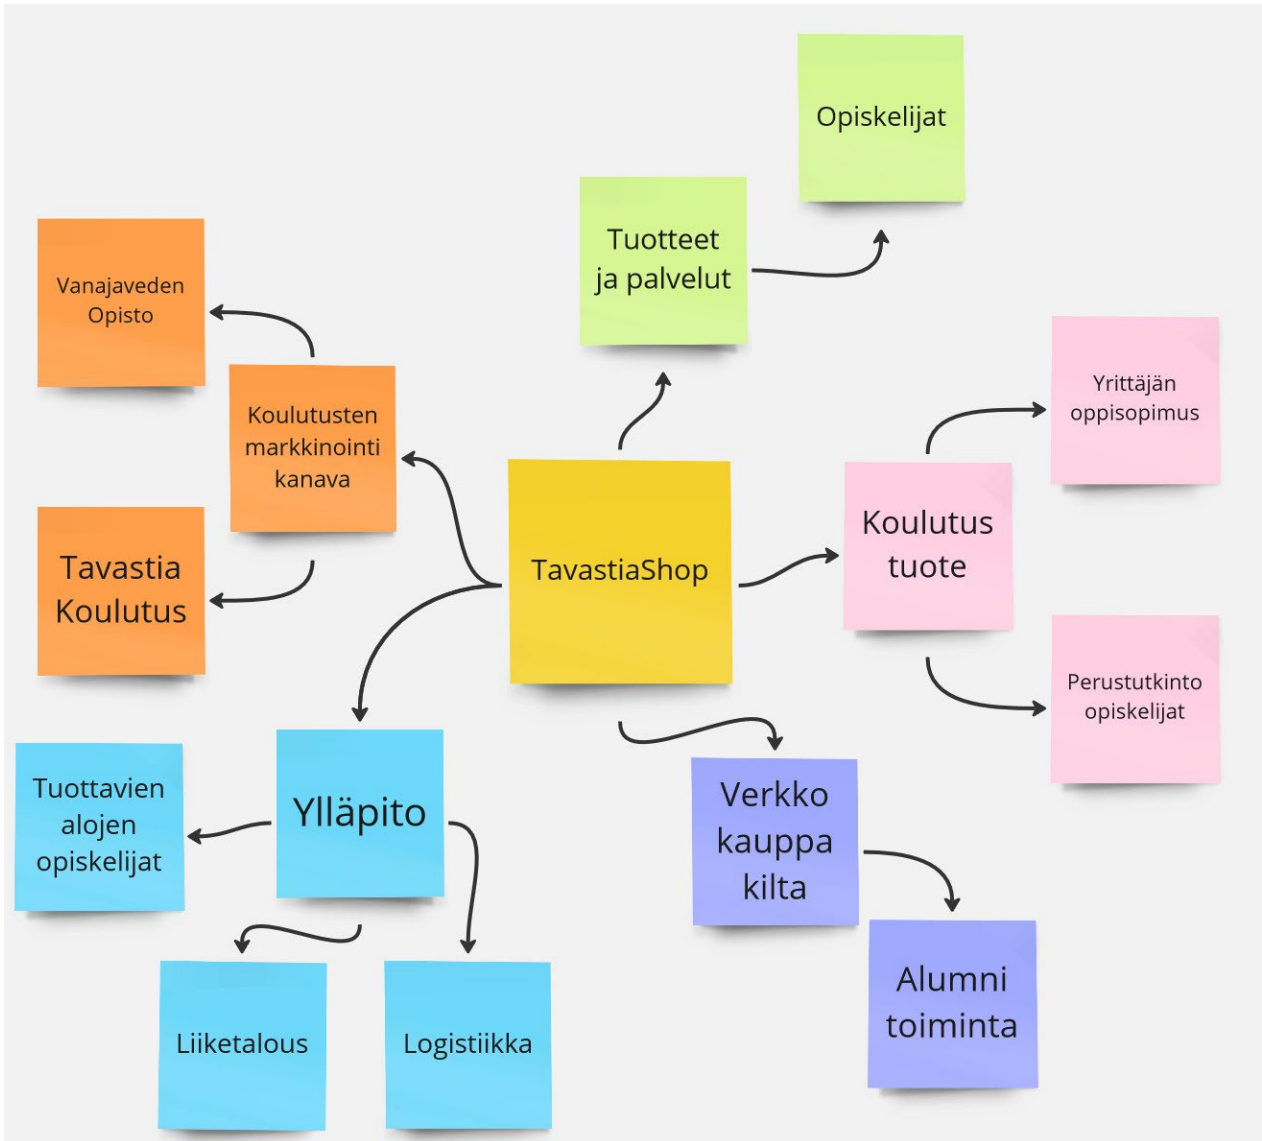 Opiskelijat
Tuotteet
ja palvelut
Vanajaveden
Opisto
Koulutusten
markkinointi
kanava
Yrittäjän
oppisopimus
Tavastia
Koulutus
TavastiaShop
Koulutus
tuote
Perustutkinto
opiskelijat
Tuottavien
alojen
opiskelijat
Ylläpito
Verkko
kauppa
kilta
Liiketalous
Logistiikka
Alumni
toiminta